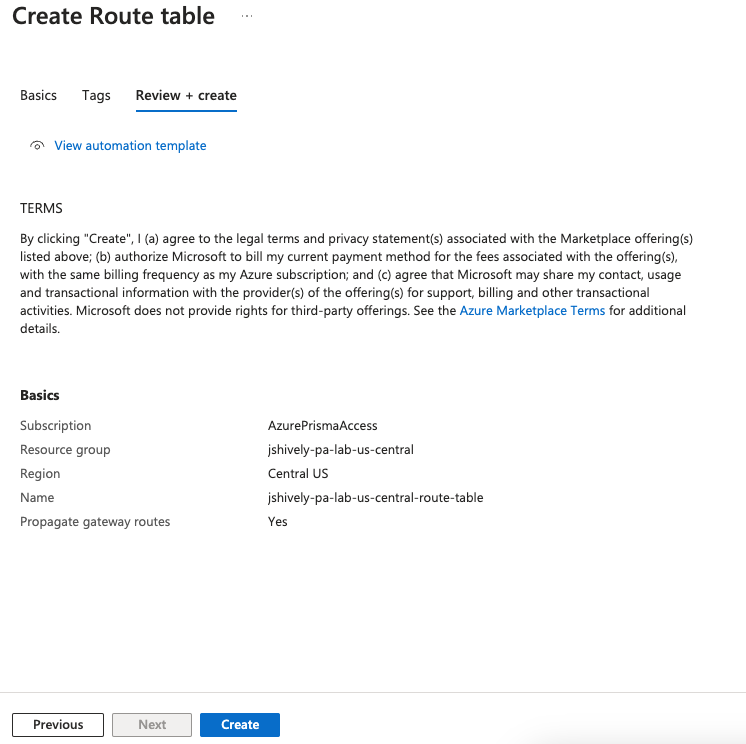 Create Route table ...
Basics Tags Review + create
View automation template
TERMS
By clicking "Create", I (a) agree to the legal terms and privacy statement(s) associated with the Marketplace offering(s)
listed above; (b) authorize Microsoft to bill my current payment method for the fees associated with the offering(s),
with the same billing frequency as my Azure subscription; and (c) agree that Microsoft may share my contact, usage
and transactional information with the provider(s) of the offering(s) for support, billing and other transactional
activities. Microsoft does not provide rights for third-party offerings. See the Azure Marketplace Terms for additional
details.
Basics
Subscription AzurePrismaAccess
Resource group jshively-pa-lab-us-central
Region Central US
Name jshively-pa-lab-us-central-route-table
Propagate gateway routes Yes
Previous Next Create